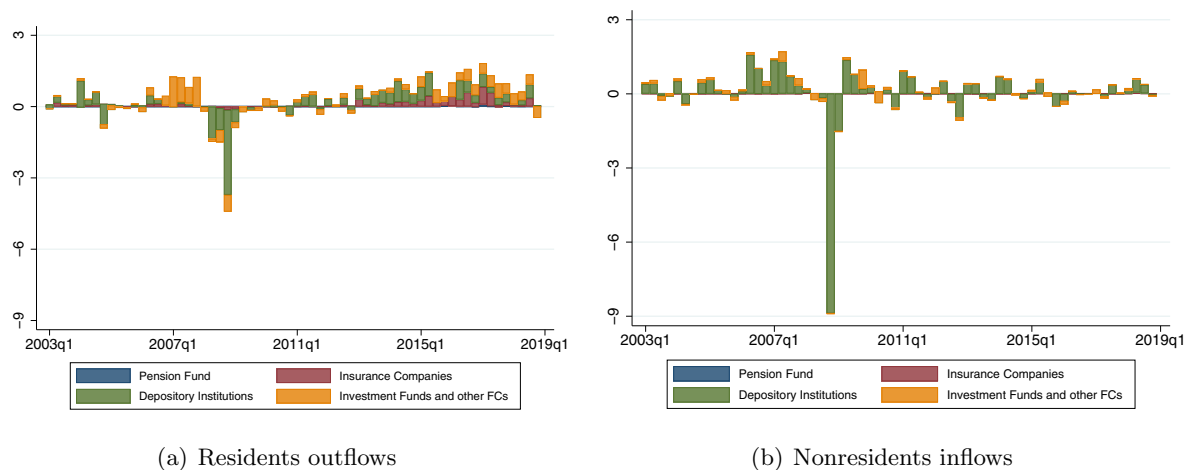 3
0
-3
-6
-9
2003q1 2007q1 2011q1 2015q1 2019q1
Pension Fund Insurance Companies
Depository Institutions Investment Funds and other FCs
(a) Residents outflows
3
0
-3
-6
-9
2003q1 2007q1 2011q1 2015q1 2019q1
Pension Fund Insurance Companies
Depository Institutions Investment Funds and other FCs
(b) Nonresidents inflows